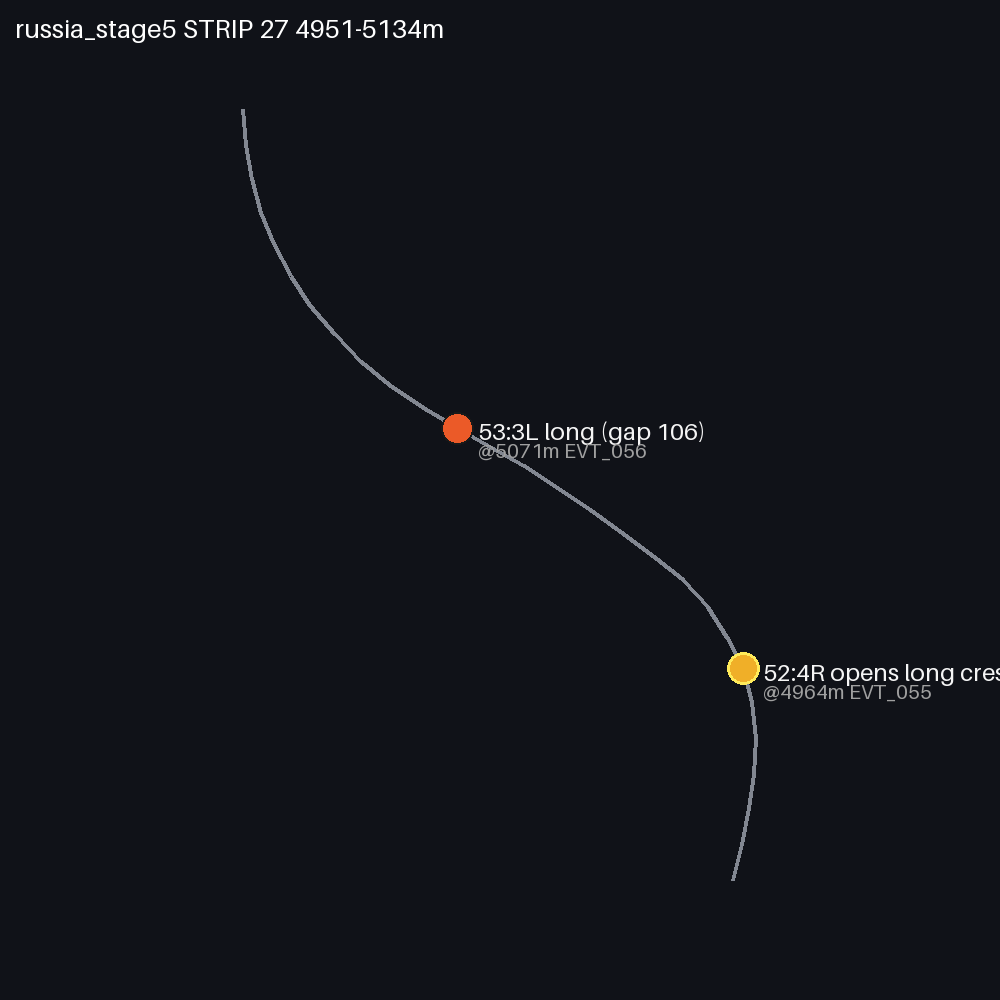 russia_stage5 STRIP 27 4951-5134m
53:3L long (gap 106)
@5071m EVT_056
52:4R opens long cres
@4964m EVT_055